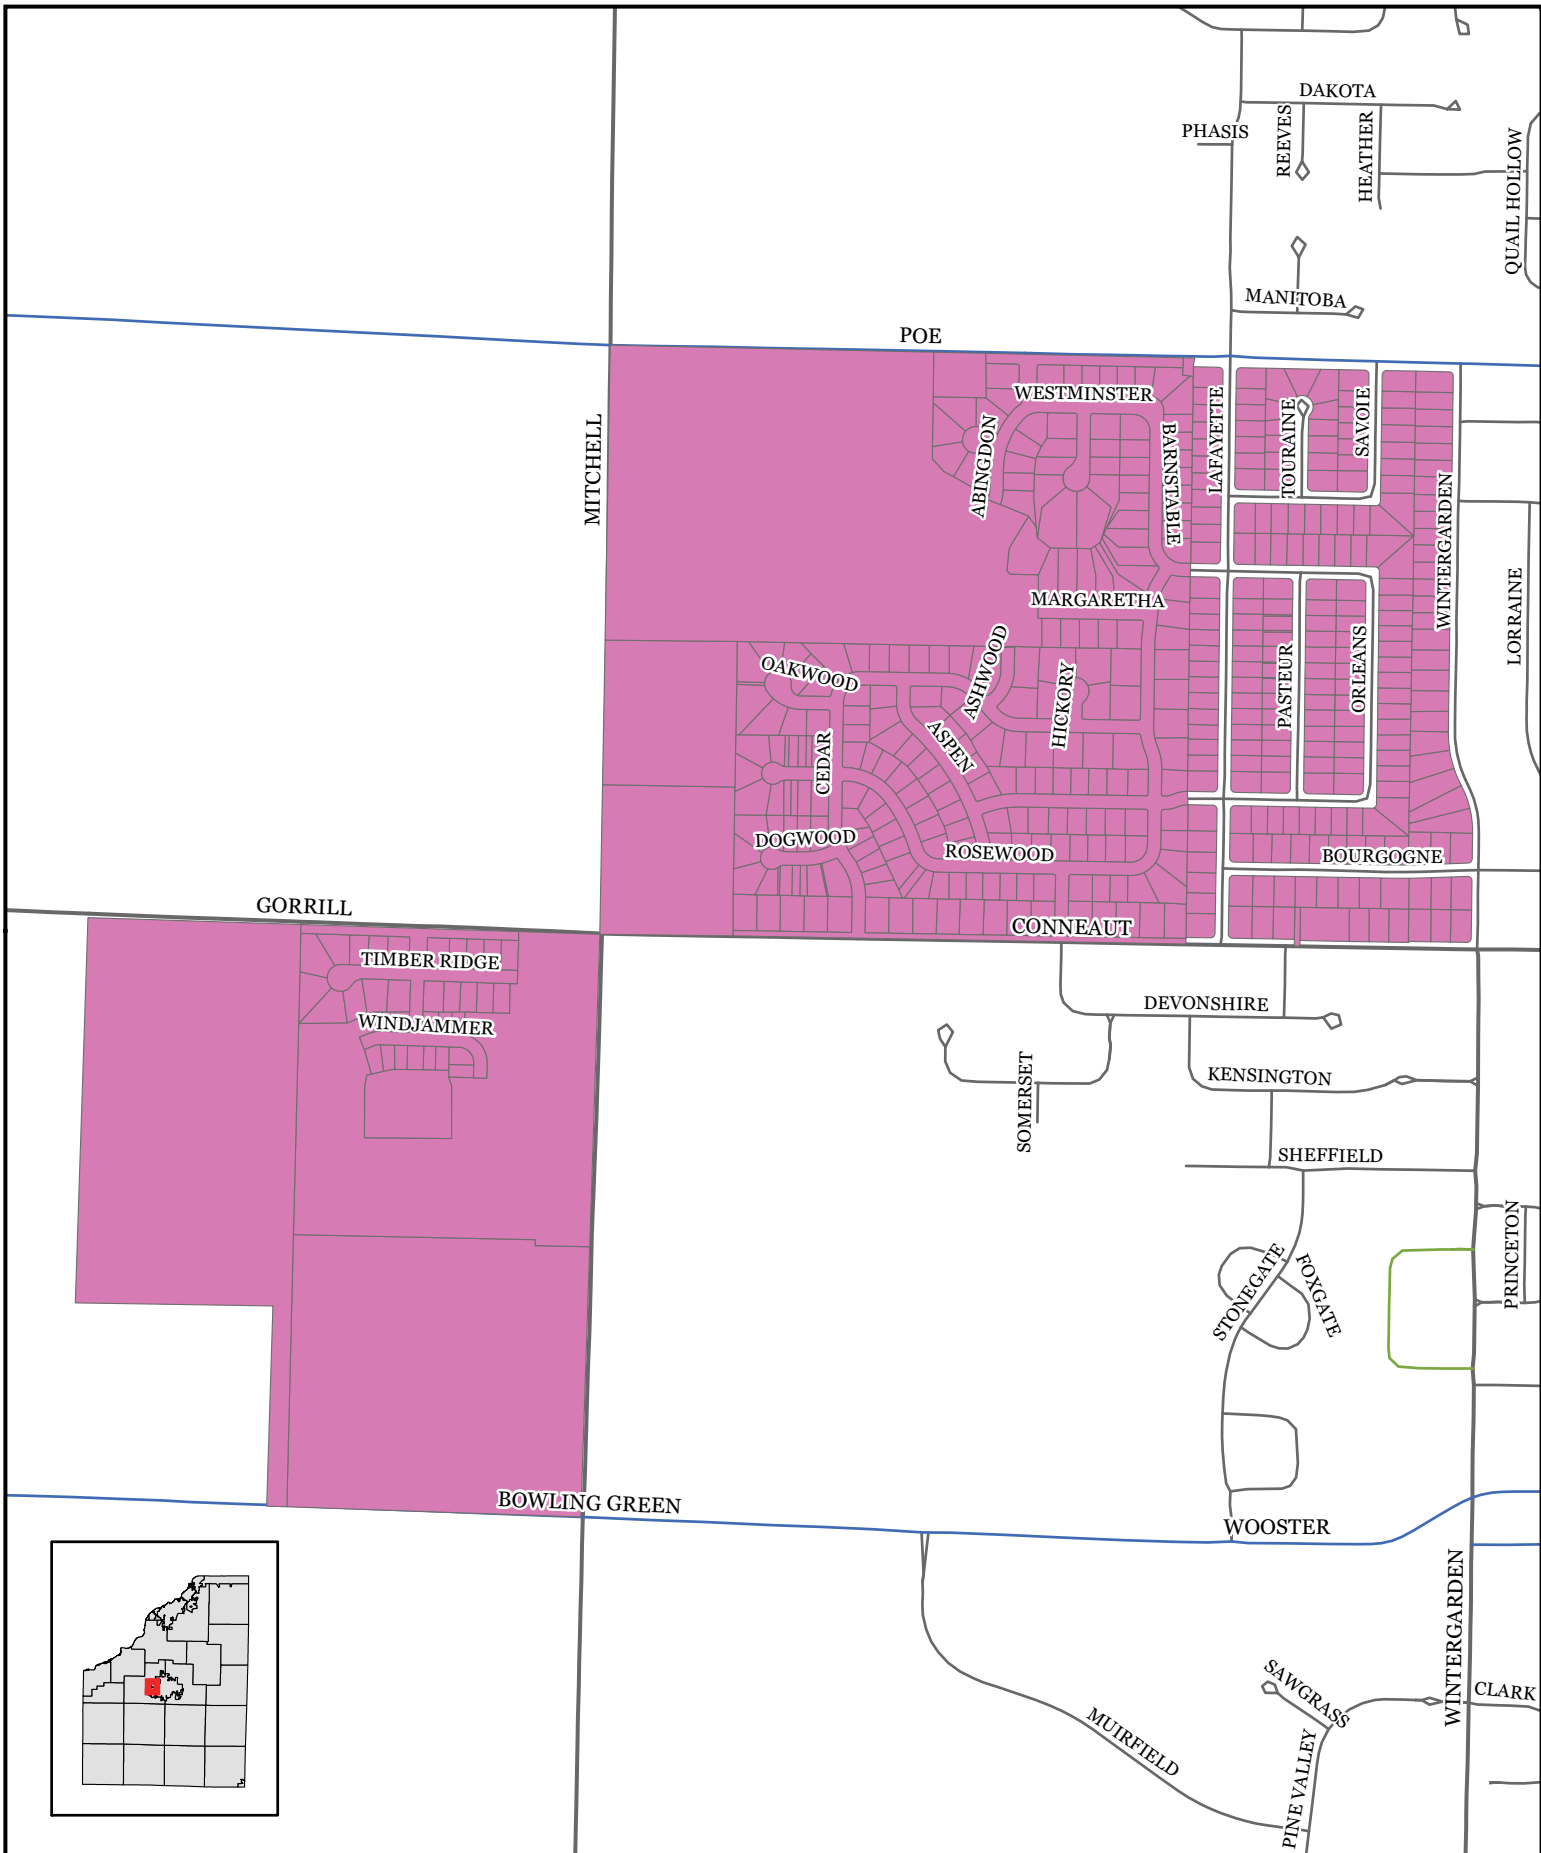 DAKOTA
PHASIS
REEVES
HEATHER
QUAIL HOLLOW
MANITOBA
POE
WESTMINSTER
ABINGDON
BARNSTABLE
LAFAYETTE
TOURAINE
SAVOIE
MITCHELL
WINTERGARDEN
LORRAINE
MARGARETHA
OAKWOOD
ASHWOOD
HICKORY
PASTEUR
ORLEANS
CEDAR
ASPEN
DOGWOOD
ROSEWOOD
BOURGOGNE
GORRILL
CONNEAUT
TIMBER RIDGE
WINDJAMMER
DEVONSHIRE
SOMERSET
KENSINGTON
SHEFFIELD
PRINCETON
STONEGATE
FOXGATE
BOWLING GREEN
WOOSTER
WINTERGARDEN
SAWGRASS
CLARK
MUIRFIELD
PINE VALLEY